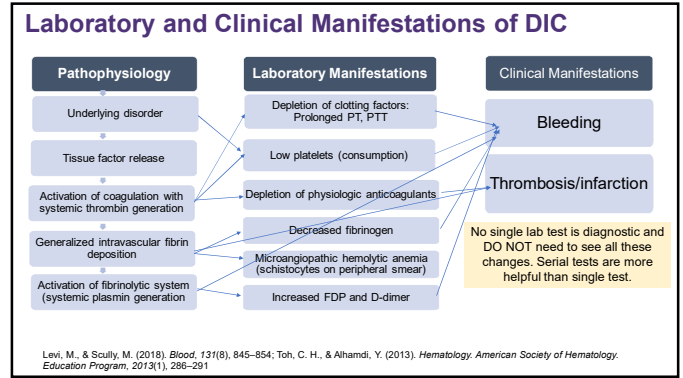 Laboratory and Clinical Manifestations of DIC
Pathophysiology
Underlying disorder
Tissue factor release
Activation of coagulation with
systemic thrombin generation
Generalized intravascular fibrin
deposition
Activation of fibrinolytic system
(systemic plasmin generation
Laboratory Manifestations
Depletion of clotting factors:
Prolonged PT, PTT
Low platelets (consumption)
Depletion of physiologic anticoagulants
Decreased fibrinogen
Microangiopathic hemolytic anemia
(schistocytes on peripheral smear)
Increased FDP and D-dimer
Clinical Manifestations
Bleeding
Thrombosis/infarction
No single lab test is diagnostic and
DO NOT need to see all these
changes. Serial tests are more
helpful than single test.
Levi, M., & Scully, M. (2018). Blood, 131(8), 845–854; Toh, C. H., & Alhamdi, Y. (2013). Hematology. American Society of Hematology.
Education Program, 2013(1), 286–291